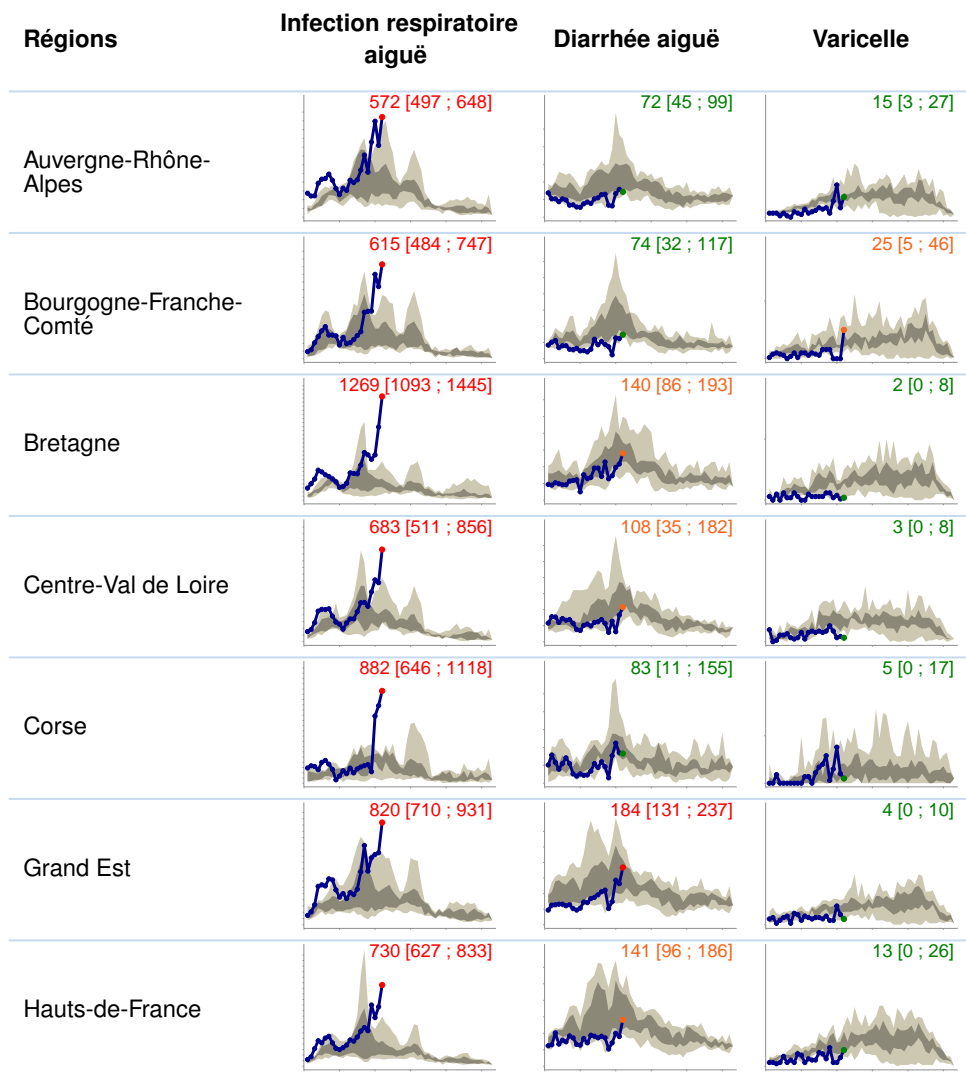 Régions
Infection respiratoire
aiguë
Diarrhée aiguë
Varicelle
Auvergne-Rhône-
Alpes
572 [497 ; 648]
72 [45 ; 99]
15 [3 ; 27]
Bourgogne-Franche-
Comté
615 [484 ; 747]
74 [32 ; 117]
25 [5 ; 46]
Bretagne
1269 [1093 ; 1445]
140 [86 ; 193]
2 [0 ; 8]
Centre-Val de Loire
683 [511 ; 856]
108 [35 ; 182]
3 [0 ; 8]
Corse
882 [646 ; 1118]
83 [11 ; 155]
5 [0 ; 17]
Grand Est
820 [710 ; 931]
184 [131 ; 237]
4 [0 ; 10]
Hauts-de-France
730 [627 ; 833]
141 [96 ; 186]
13 [0 ; 26]